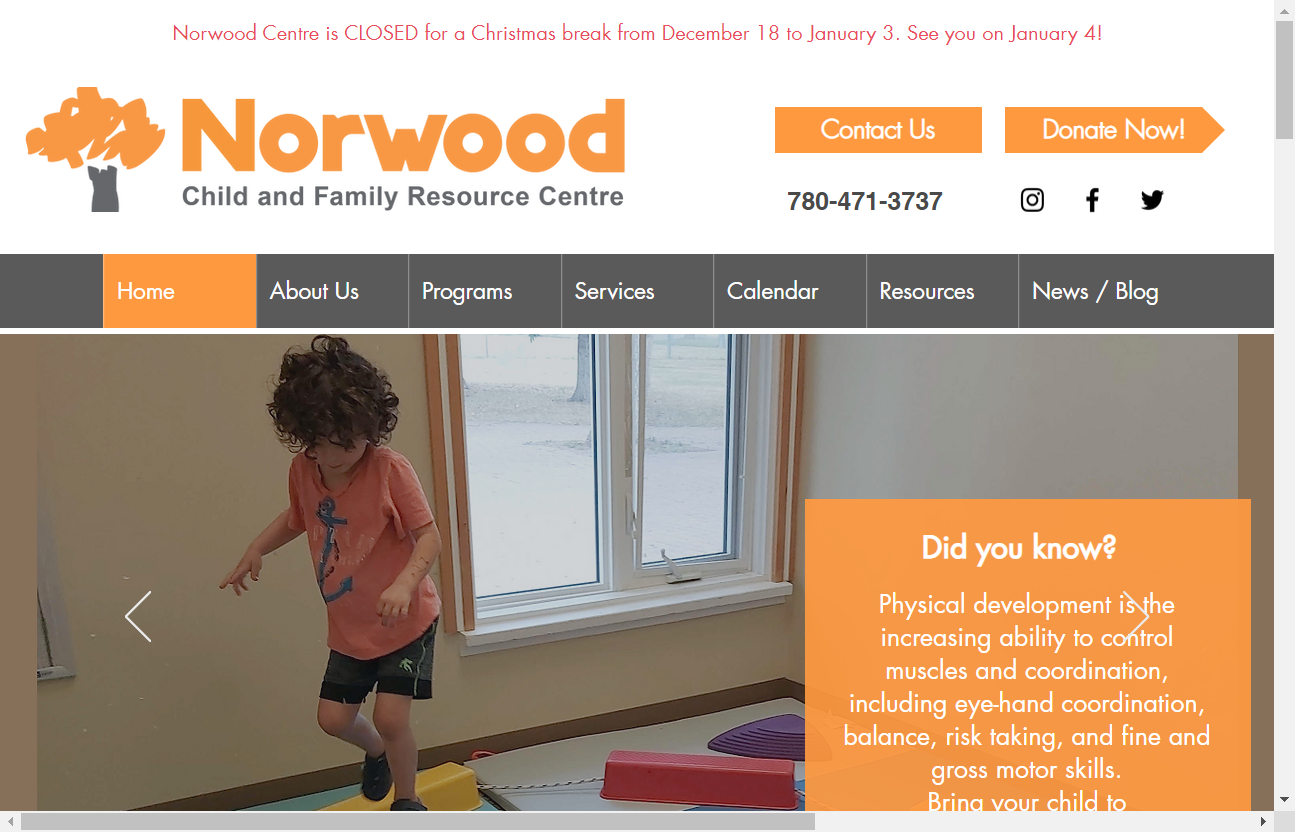 Norwood Centre is CLOSED for a Christmas break from December 18 to January 3. See you on January 4!
Norwood
Child and Family Resource Centre
Contact Us
Donate Now!
780-471-3737
Home
About Us
Programs
Services
Calendar
Resources
News / Blog
Did you know?
Physical development is the
increasing ability to control
muscles and coordination,
including eye-hand coordination,
balance, risk taking, and fine and
gross motor skills.
Bring your child to